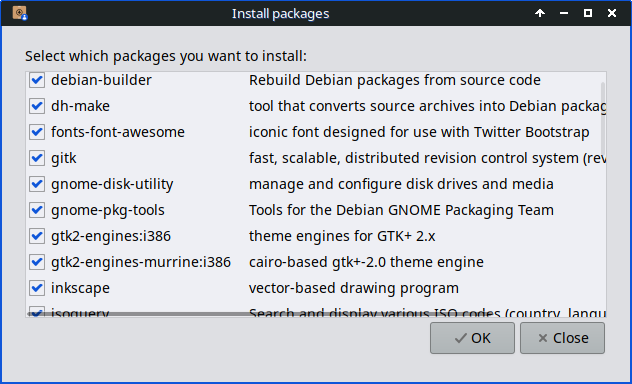 Install packages
Select which packages you want to install:
debian-builder Rebuild Debian packages from source code
dh-make tool that converts source archives into Debian packag
fonts-font-awesome iconic font designed for use with Twitter Bootstrap
gitk fast, scalable, distributed revision control system (rev
gnome-disk-utility manage and configure disk drives and media
gnome-pkg-tools Tools for the Debian GNOME Packaging Team
gtk2-engines:i386 theme engines for GTK+ 2.x
gtk2-engines-murrine:i386 cairo-based gtk+-2.0 theme engine
inkscape vector-based drawing program
isoquery Search and display various ISO codes (country, langu
OK Close